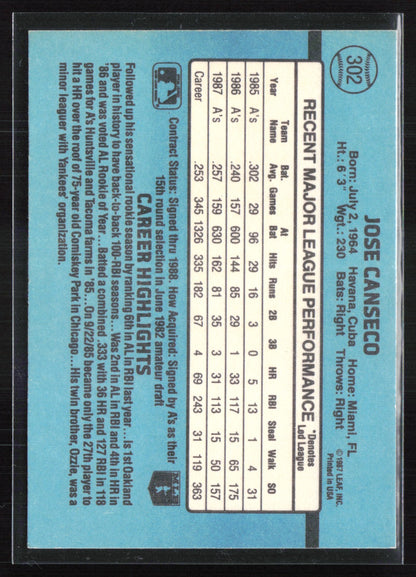 302
JOSE CANSECO
Born: July 2, 1964 Havana, Cuba Home: Miami, FL
Ht.: 6'3" Wgt.: 230 Bats: Right Throws: Right
© 1987 LEAF, INC.
Printed in USA
RECENT MAJOR LEAGUE PERFORMANCE *Denotes Led League
Team Bat. At
Year Name Avg. Games Bat Hits Runs 2B 3B HR RBI Steal Walk SO
1985 A's .302 29 96 29 16 3 0 5 13 1 4 31
1986 A's .240 157 600 144 85 29 1 33 117 15 65 175
1987 A's .257 159 630 162 81 35 3 31 113 15 50 157
Career .253 345 1326 335 182 67 4 69 243 31 119 363
Contract Status: Signed thru 1988 How Acquired: Signed by A's as their
15th round selection in June 1982 amateur draft
CAREER HIGHLIGHTS
Followed up his sensational rookie season by ranking 6th in AL in RBI last year...Is 1st Oakland
player in history to have back-to-back 100-RBI seasons...Was 2nd in AL in RBI and 4th in HR in
'86 and was voted AL Rookie of Year...Batted a combined .333 with 36 HR and 127 RBI in 118
games for A's Huntsville and Tacoma farms in '85...On 9/22/85 became only the 27th player to
hit a HR over the roof of 75-year old Comiskey Park in Chicago...His twin brother, Ozzie, was a
minor leaguer with Yankees' organization.